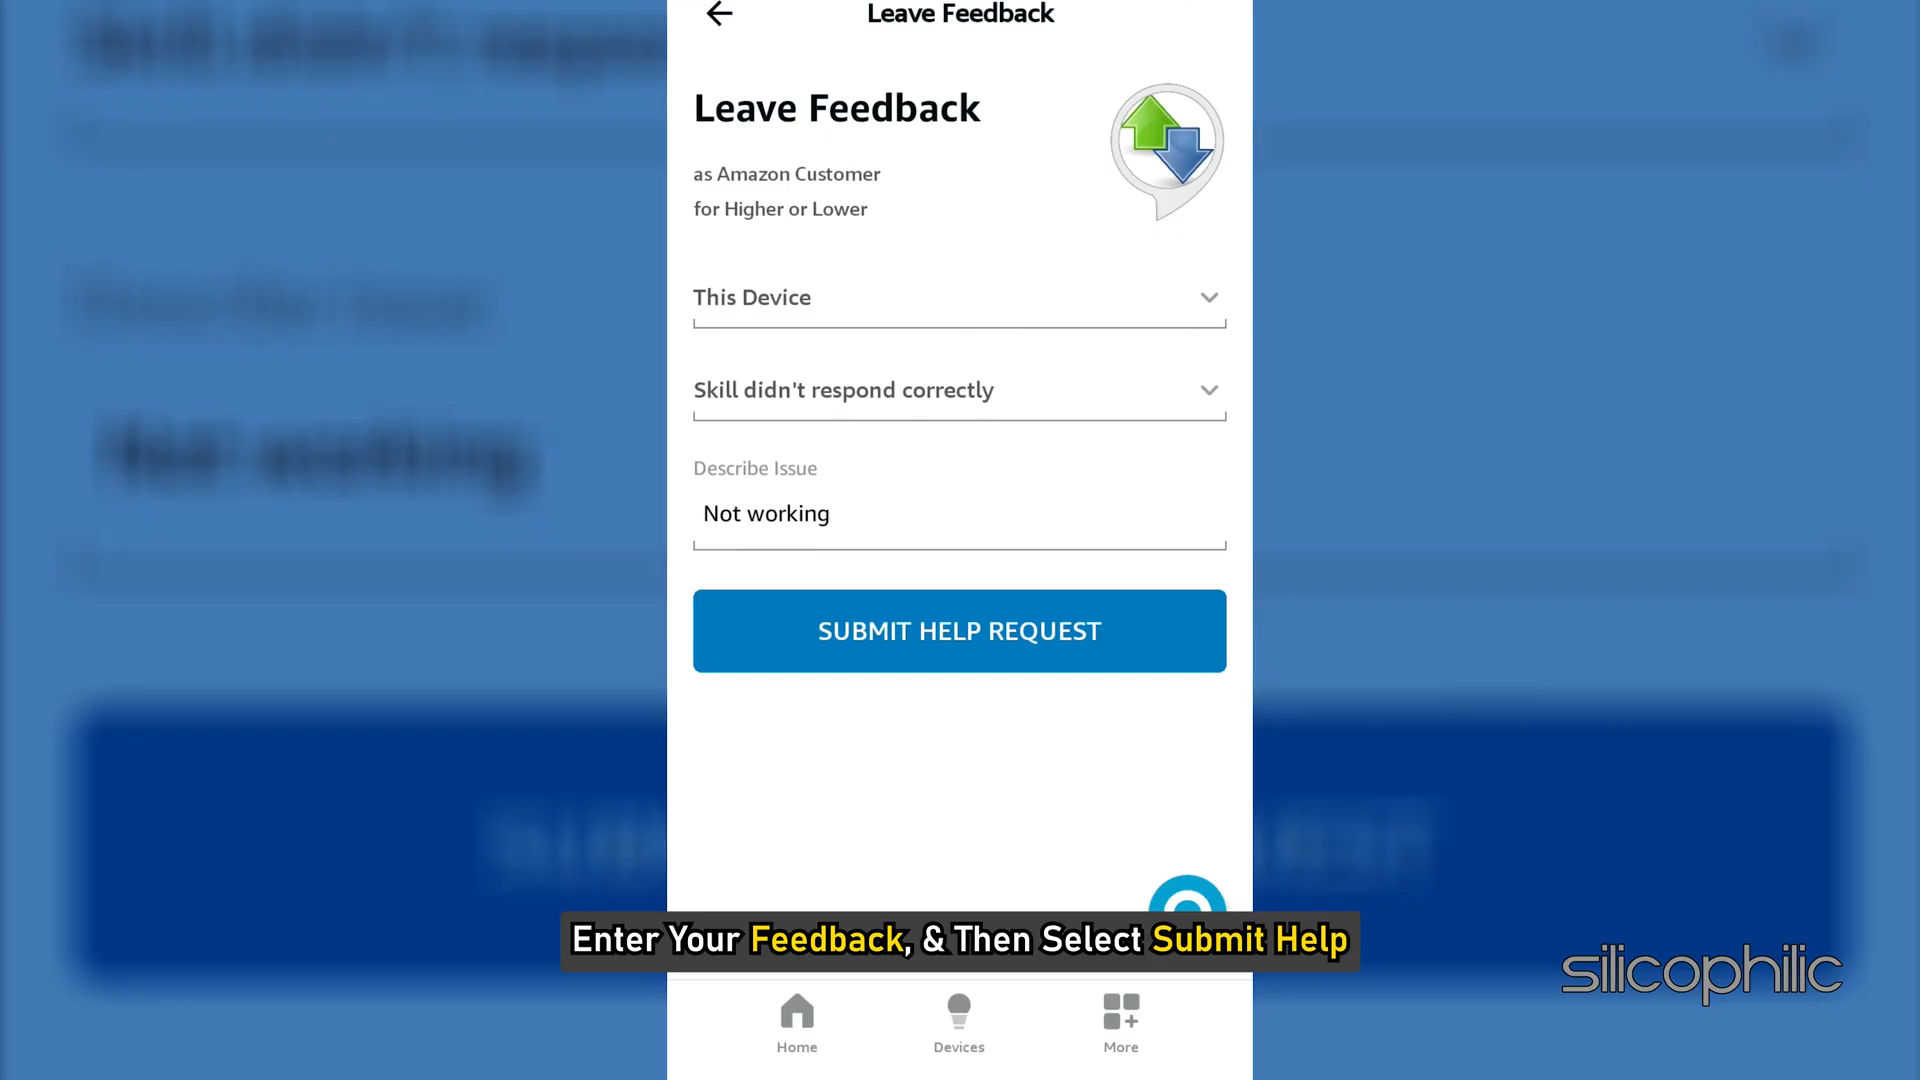 Leave Feedback
Leave Feedback
as Amazon Customer
for Higher or Lower
This Device
Skill didn't respond correctly
Describe Issue
Not working
SUBMIT HELP REQUEST
Enter Your Feedback, & Then Select Submit Help
silicophilic
Home
Devices
More